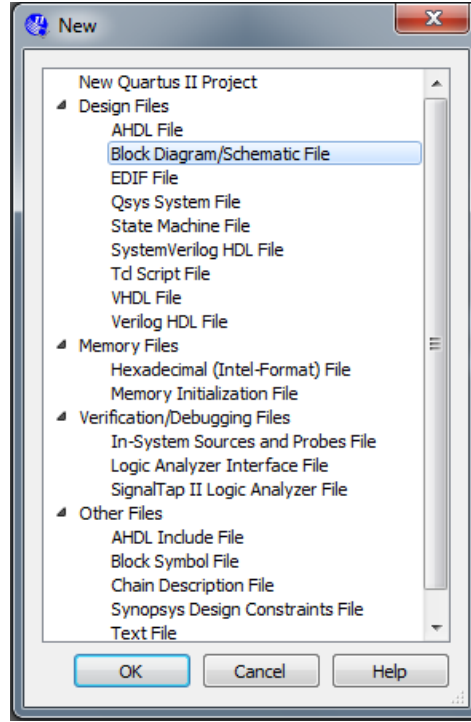 New
New Quartus II Project
Design Files
AHDL File
Block Diagram/Schematic File
EDIF File
Qsys System File
State Machine File
SystemVerilog HDL File
Tcl Script File
VHDL File
Verilog HDL File
Memory Files
Hexadecimal (Intel-Format) File
Memory Initialization File
Verification/Debugging Files
In-System Sources and Probes File
Logic Analyzer Interface File
SignalTap II Logic Analyzer File
Other Files
AHDL Include File
Block Symbol File
Chain Description File
Synopsys Design Constraints File
Text File
OK Cancel Help